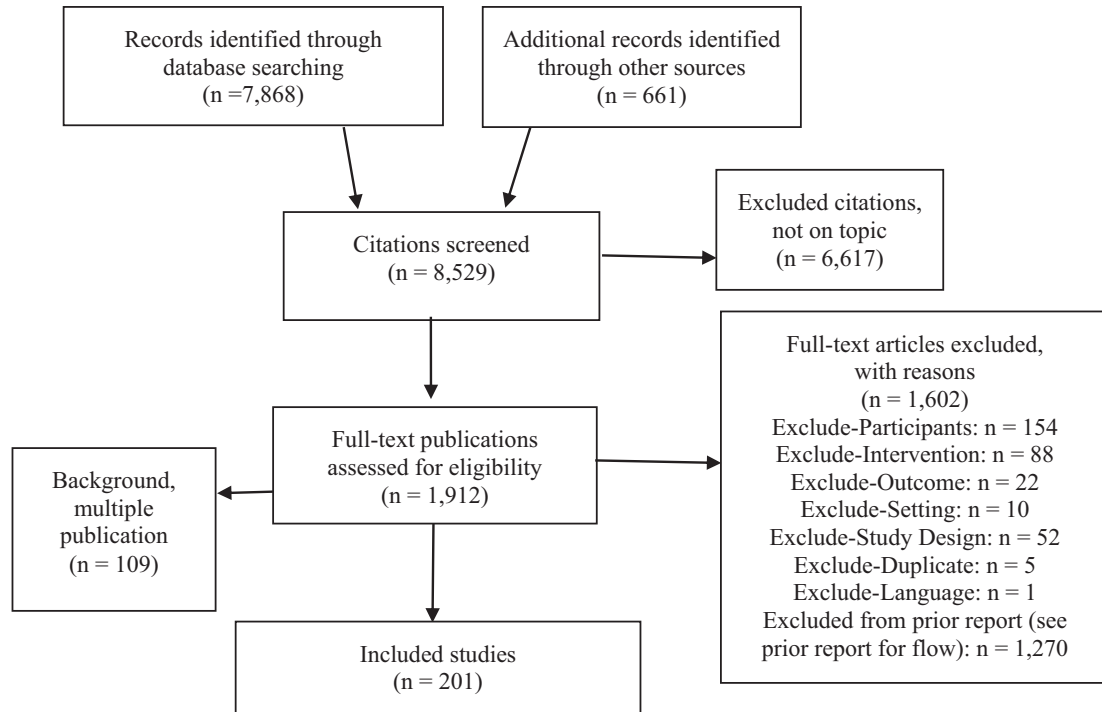 Records identified through
database searching
(n =7,868)
Additional records identified
through other sources
(n = 661)
Excluded citations,
not on topic
(n = 6,617)
Citations screened
(n = 8,529)
Full-text articles excluded,
with reasons
(n = 1,602)
Exclude-Participants: n = 154
Exclude-Intervention: n = 88
Exclude-Outcome: n = 22
Exclude-Setting: n = 10
Exclude-Study Design: n = 52
Exclude-Duplicate: n = 5
Exclude-Language: n = 1
Excluded from prior report (see
prior report for flow): n = 1,270
Full-text publications
assessed for eligibility
(n = 1,912)
Background,
multiple
publication
(n = 109)
Included studies
(n = 201)